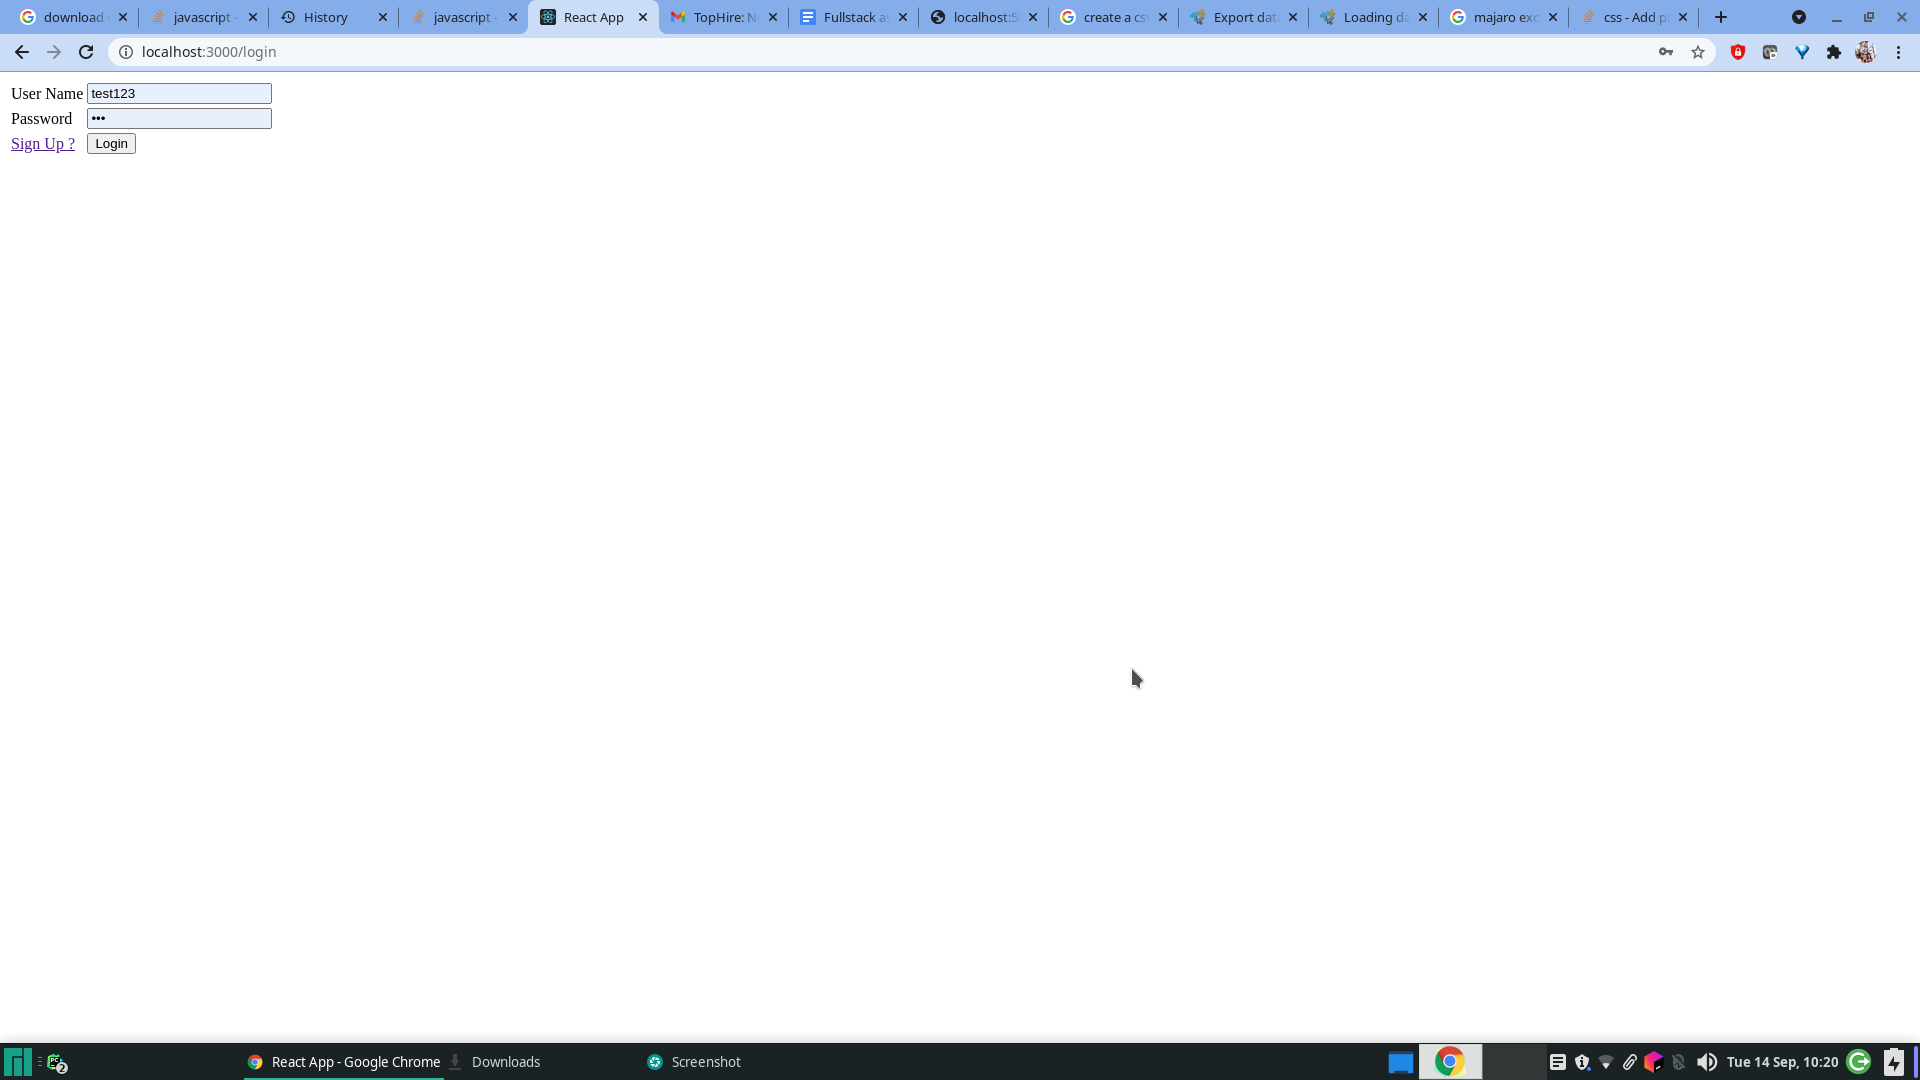 download
javascript -
History
javascript -
React App
TopHire: N
Fullstack as
localhost:5
create a csv
Export dat
Loading da
majaro exc
css - Add p
localhost:3000/login
User Name test123
Password •••
Sign Up ? Login
React App - Google Chrome
Downloads
Screenshot
Tue 14 Sep, 10:20